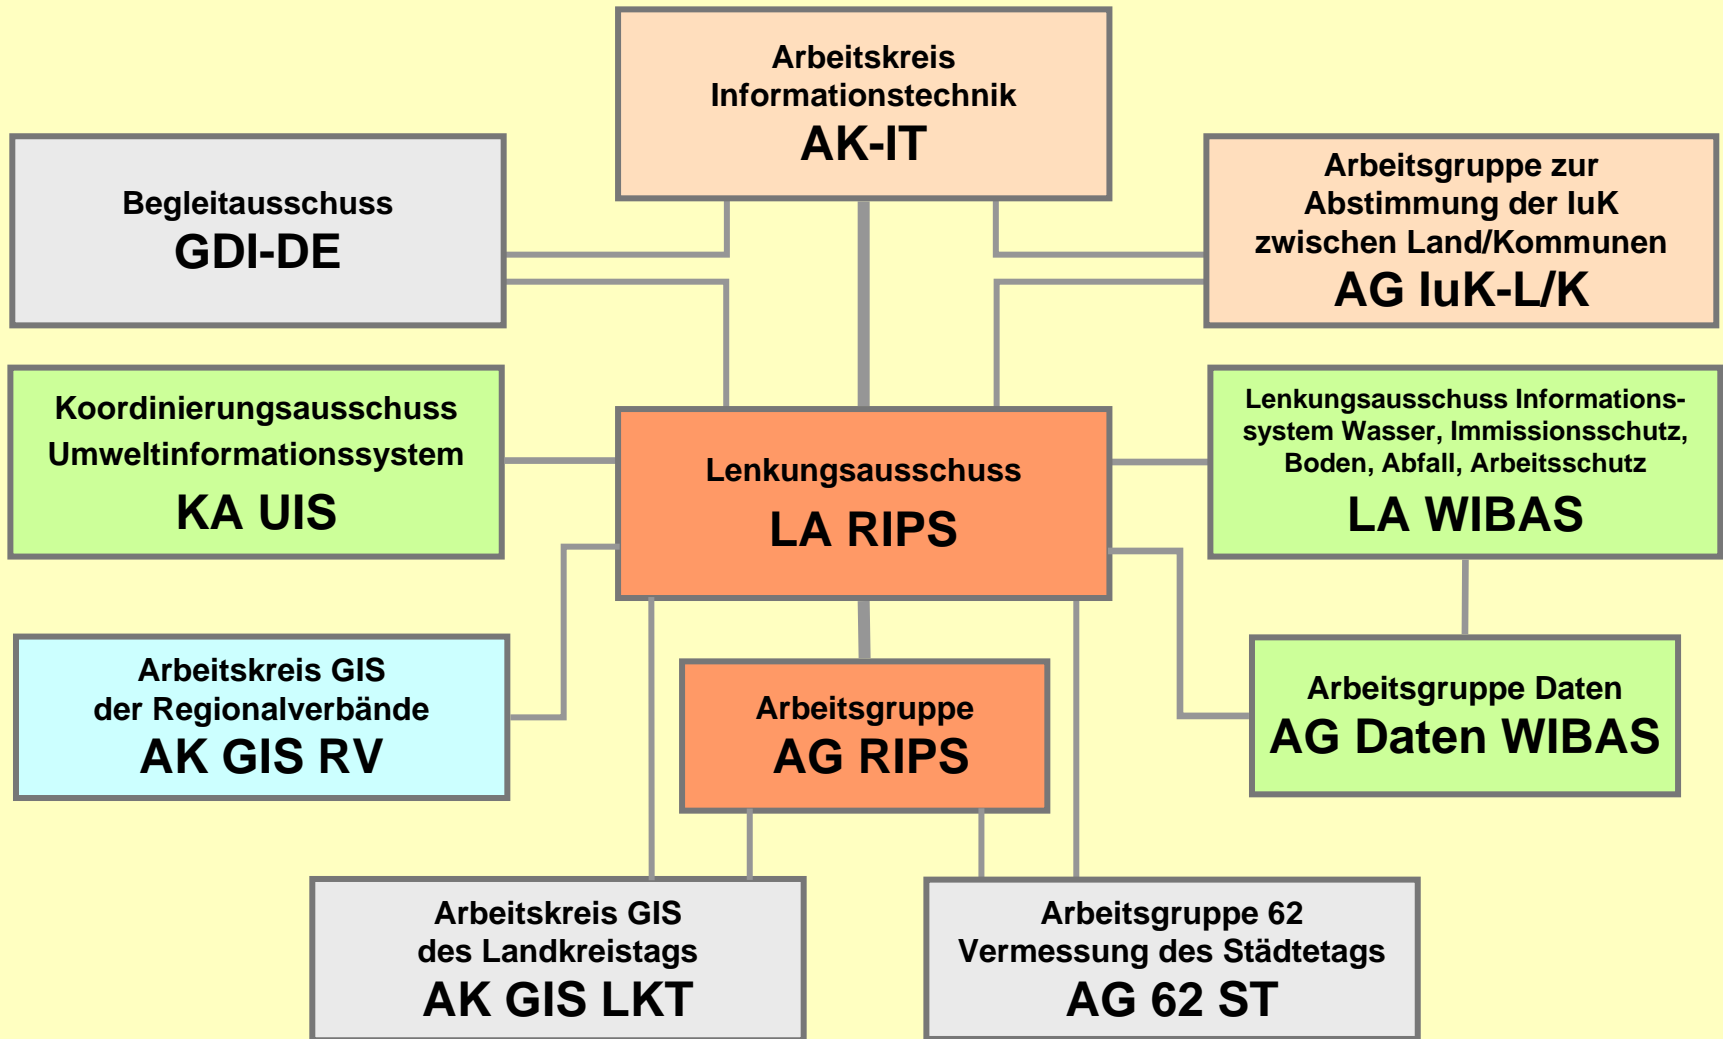 Arbeitskreis
Informationstechnik
AK-IT
Begleitausschuss
GDI-DE
Arbeitsgruppe zur
Abstimmung der IuK
zwischen Land/Kommunen
AG IuK-L/K
Koordinierungsausschuss
Umweltinformationssystem
KA UIS
Lenkungsausschuss
LA RIPS
Lenkungsausschuss Informations-
system Wasser, Immissionsschutz,
Boden, Abfall, Arbeitsschutz
LA WIBAS
Arbeitskreis GIS
der Regionalverbände
AK GIS RV
Arbeitsgruppe
AG RIPS
Arbeitsgruppe Daten
AG Daten WIBAS
Arbeitskreis GIS
des Landkreistags
AK GIS LKT
Arbeitsgruppe 62
Vermessung des Städtetags
AG 62 ST